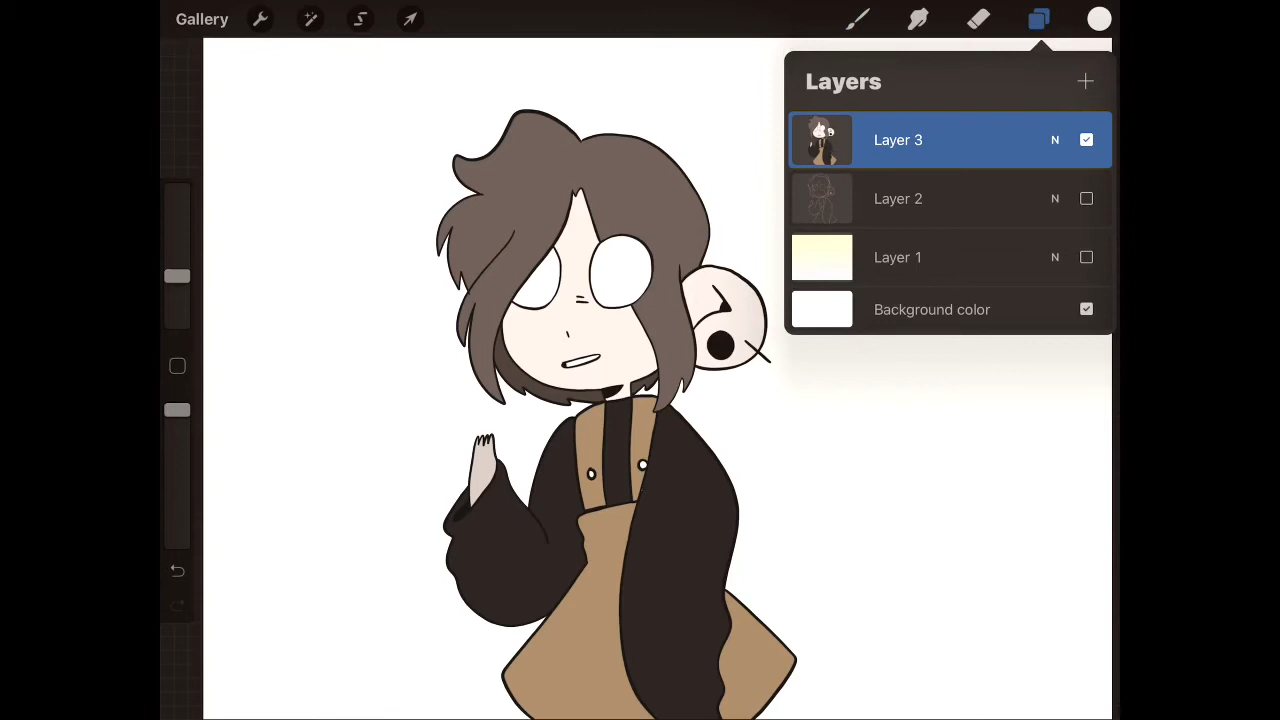 Gallery
Layers
Layer 3 N
Layer 2 N
Layer 1 N
Background color